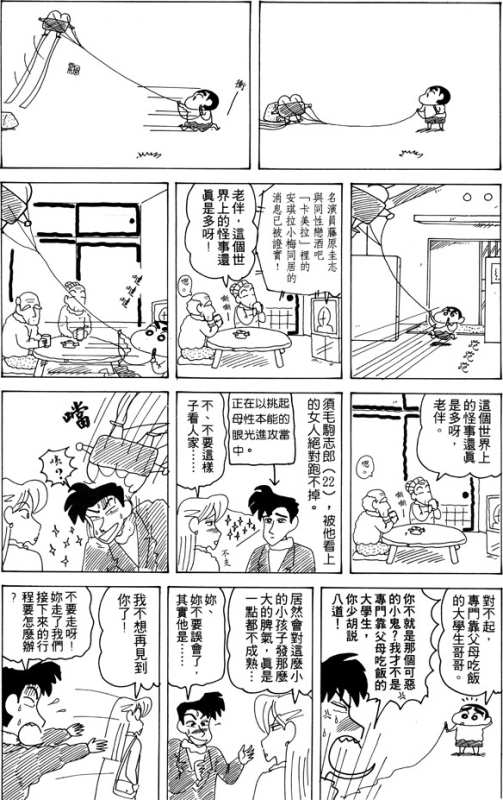 名演員藤原圭志
與同性戀酒吧
「卡美拉」裡的
安琪拉小梅同居的
消息已被證實!
老伴,這個世
界上的怪事還
真是多呀!
嗯。
這個世界上
的怪事還真
是多呀,
老伴。
嗯。
須毛駒志郎(22),被他看上
的女人絕對跑不掉。
起的當
挑能攻
以本進
在性光
正母眼
中。
不、不要這樣
子看人家……
噹
對不起,
專門靠父母吃飯
的大學生哥哥。
你不就是那個可惡
的小鬼?我才不是
專門靠父母吃飯的
大學生,
你少胡說
八道!
居然會對這麼小
的小孩子發那麼
大的脾氣,真是
一點都不成熟…
妳、
妳不要誤會了
其實他是……
我不想再見到
你了!
不要走呀!
妳走了我們
接下來的行
程要怎麼辦
?